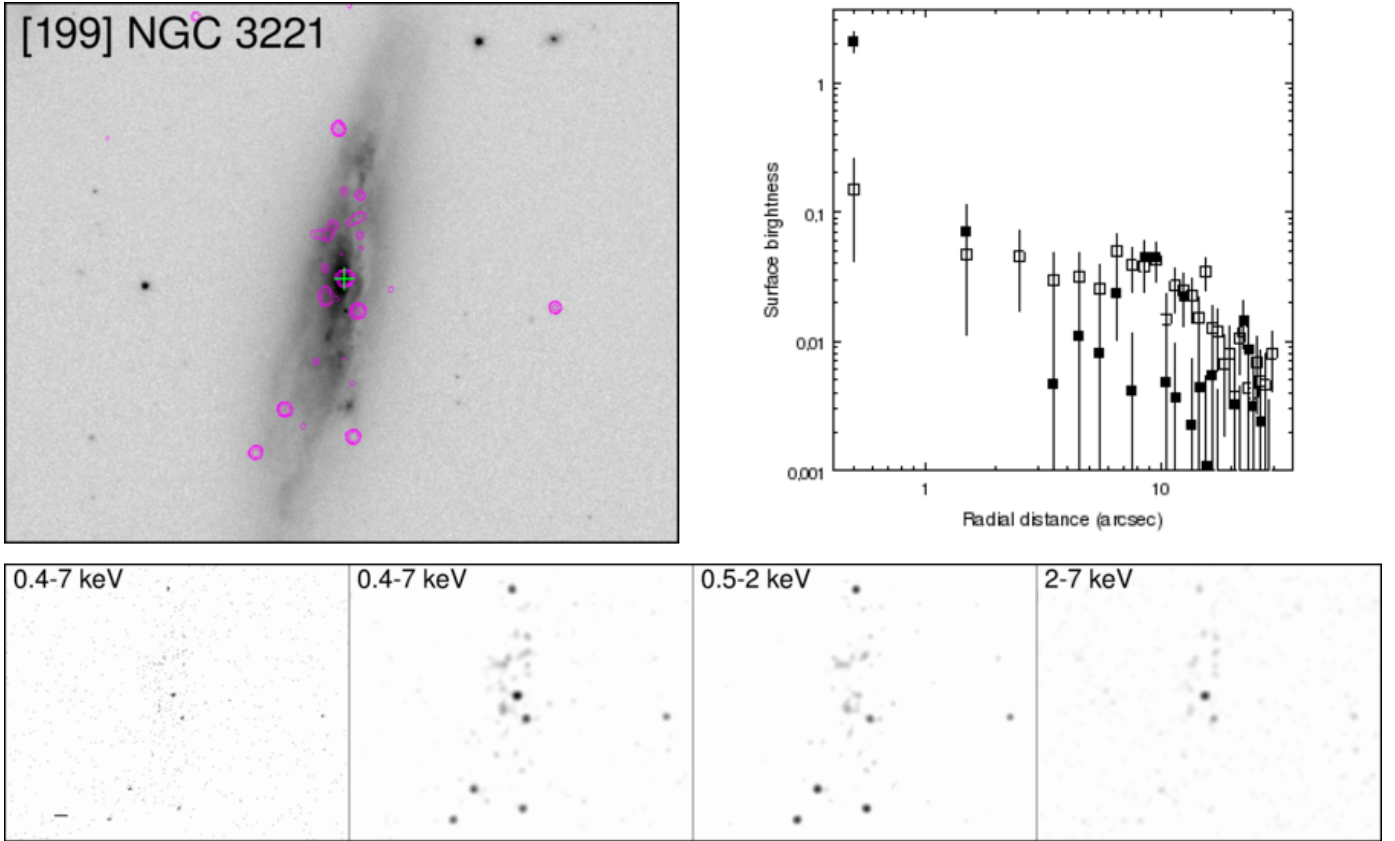 [199] NGC 3221
1
0,1
0,01
0,001
Surface birghtness
1
10
Radial distance (arcsec)
0.4-7 keV
0.4-7 keV
0.5-2 keV
2-7 keV